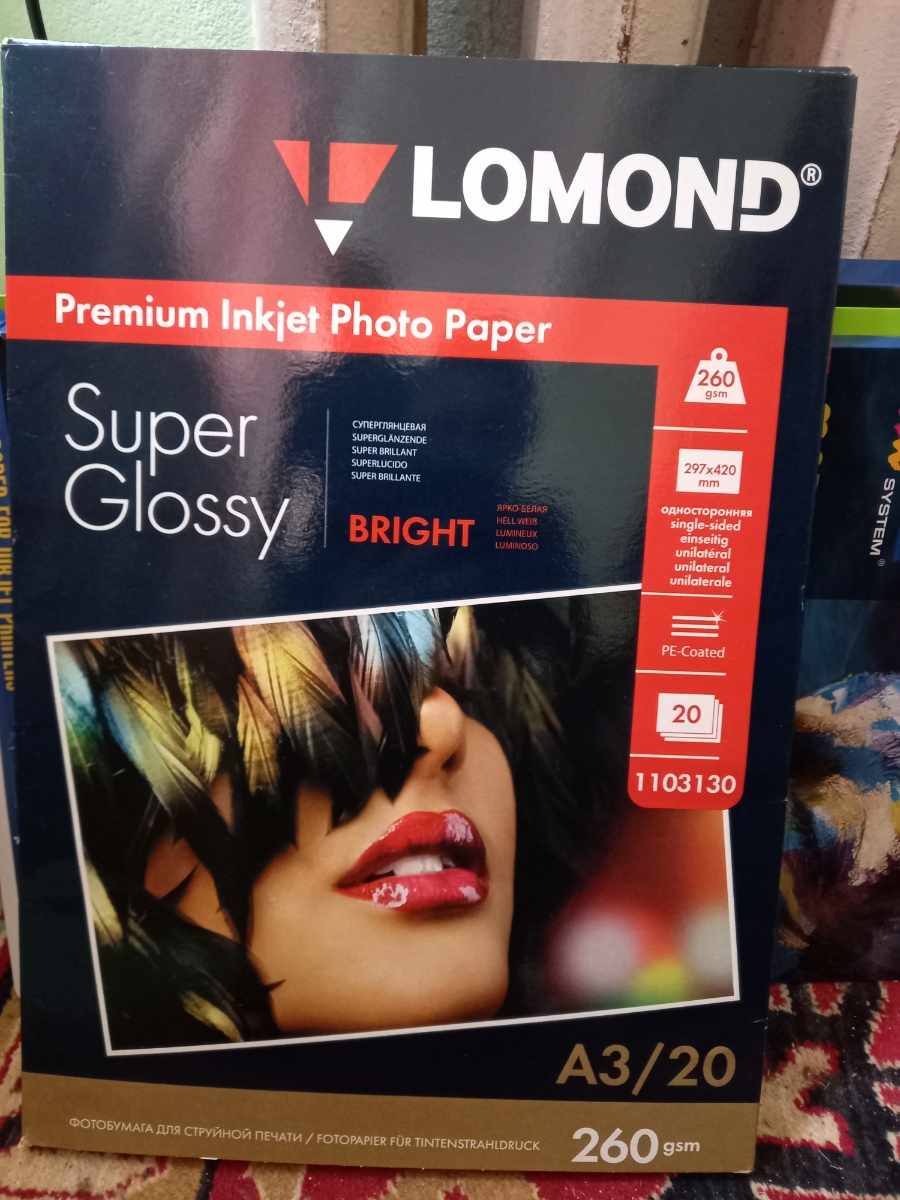 LOMOND®
Premium Inkjet Photo Paper
Super
Glossy
СУПЕРГЛЯНЦЕВАЯ
SUPERGLÄNZENDE
SUPER BRILLANT
SUPERLUCIDO
SUPER BRILLANTE
BRIGHT
ЯРКО-БЕЛАЯ
HELL WEIß
LUMINEUX
LUMINOSO
260
gsm
297x420
mm
односторонняя
single-sided
einseitig
unilatéral
unilateral
unilaterale
PE-Coated
20
1103130
A3/20
ФОТОБУМАГА ДЛЯ СТРУЙНОЙ ПЕЧАТИ / FOTOPAPIER FÜR TINTENSTRAHLDRUCK
260 gsm
SYSTEM®